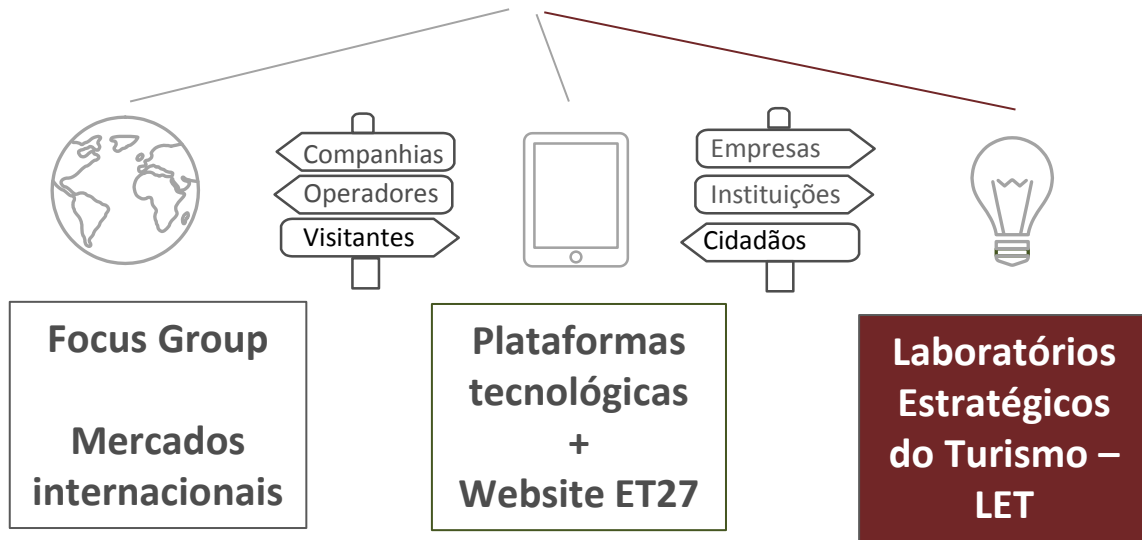 Companhias
Operadores
Visitantes
Empresas
Instituições
Cidadãos
Focus Group
Mercados
internacionais
Plataformas
tecnológicas
+
Website ET27
Laboratórios
Estratégicos
do Turismo –
LET